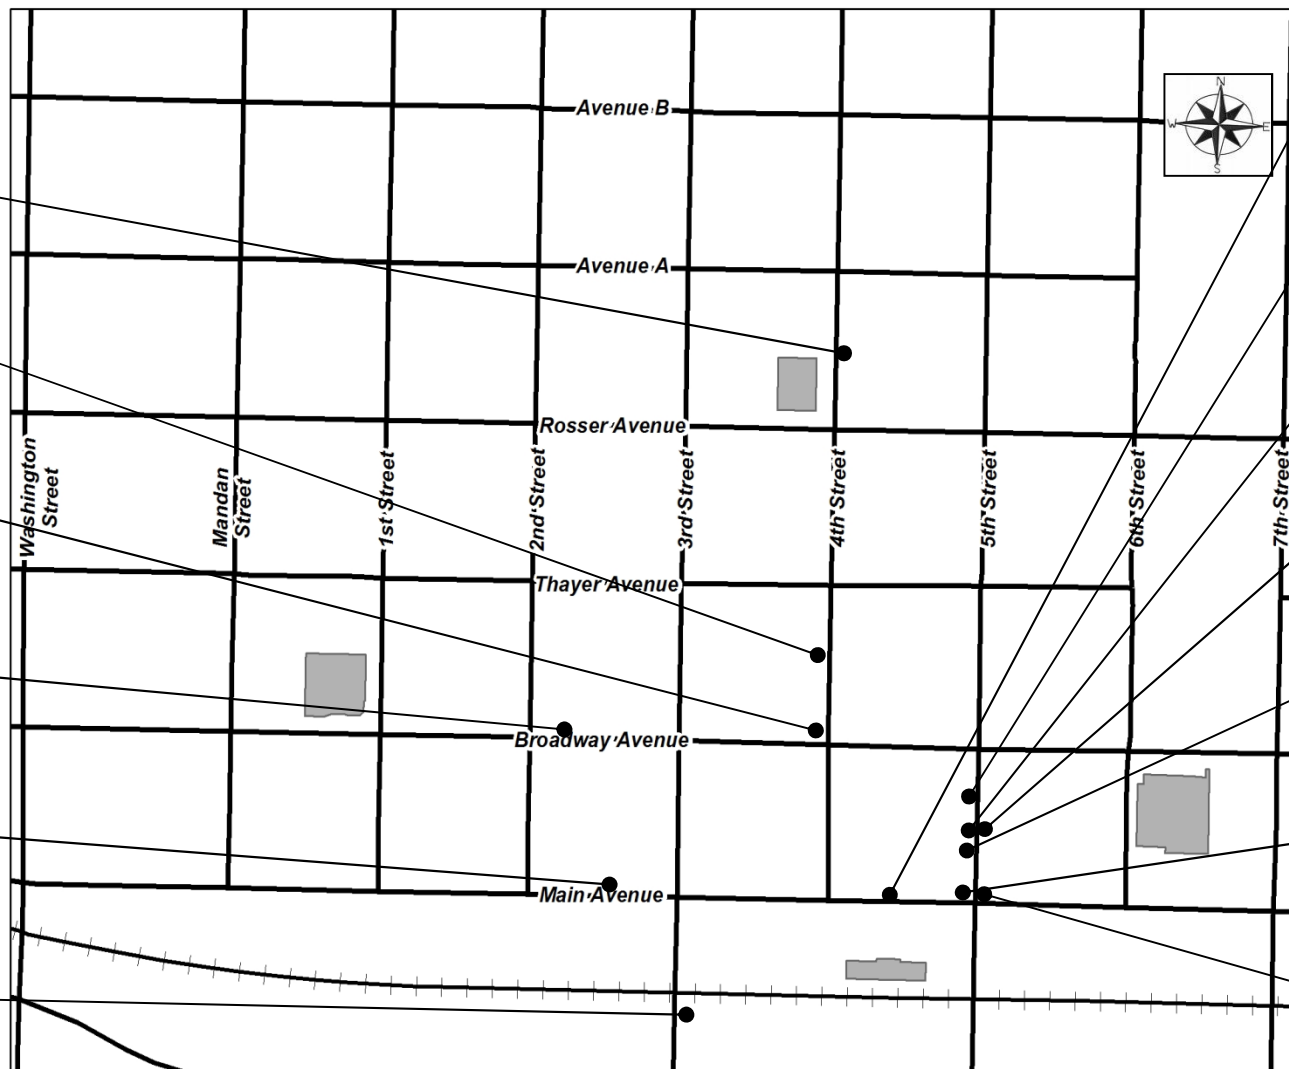 Avenue B
N
W
E
S
Avenue A
Rosser Avenue
Washington
Street
Mandan
Street
1st Street
2nd Street
3rd Street
4th Street
5th Street
6th Street
7th Street
Thayer Avenue
Broadway Avenue
Main Avenue